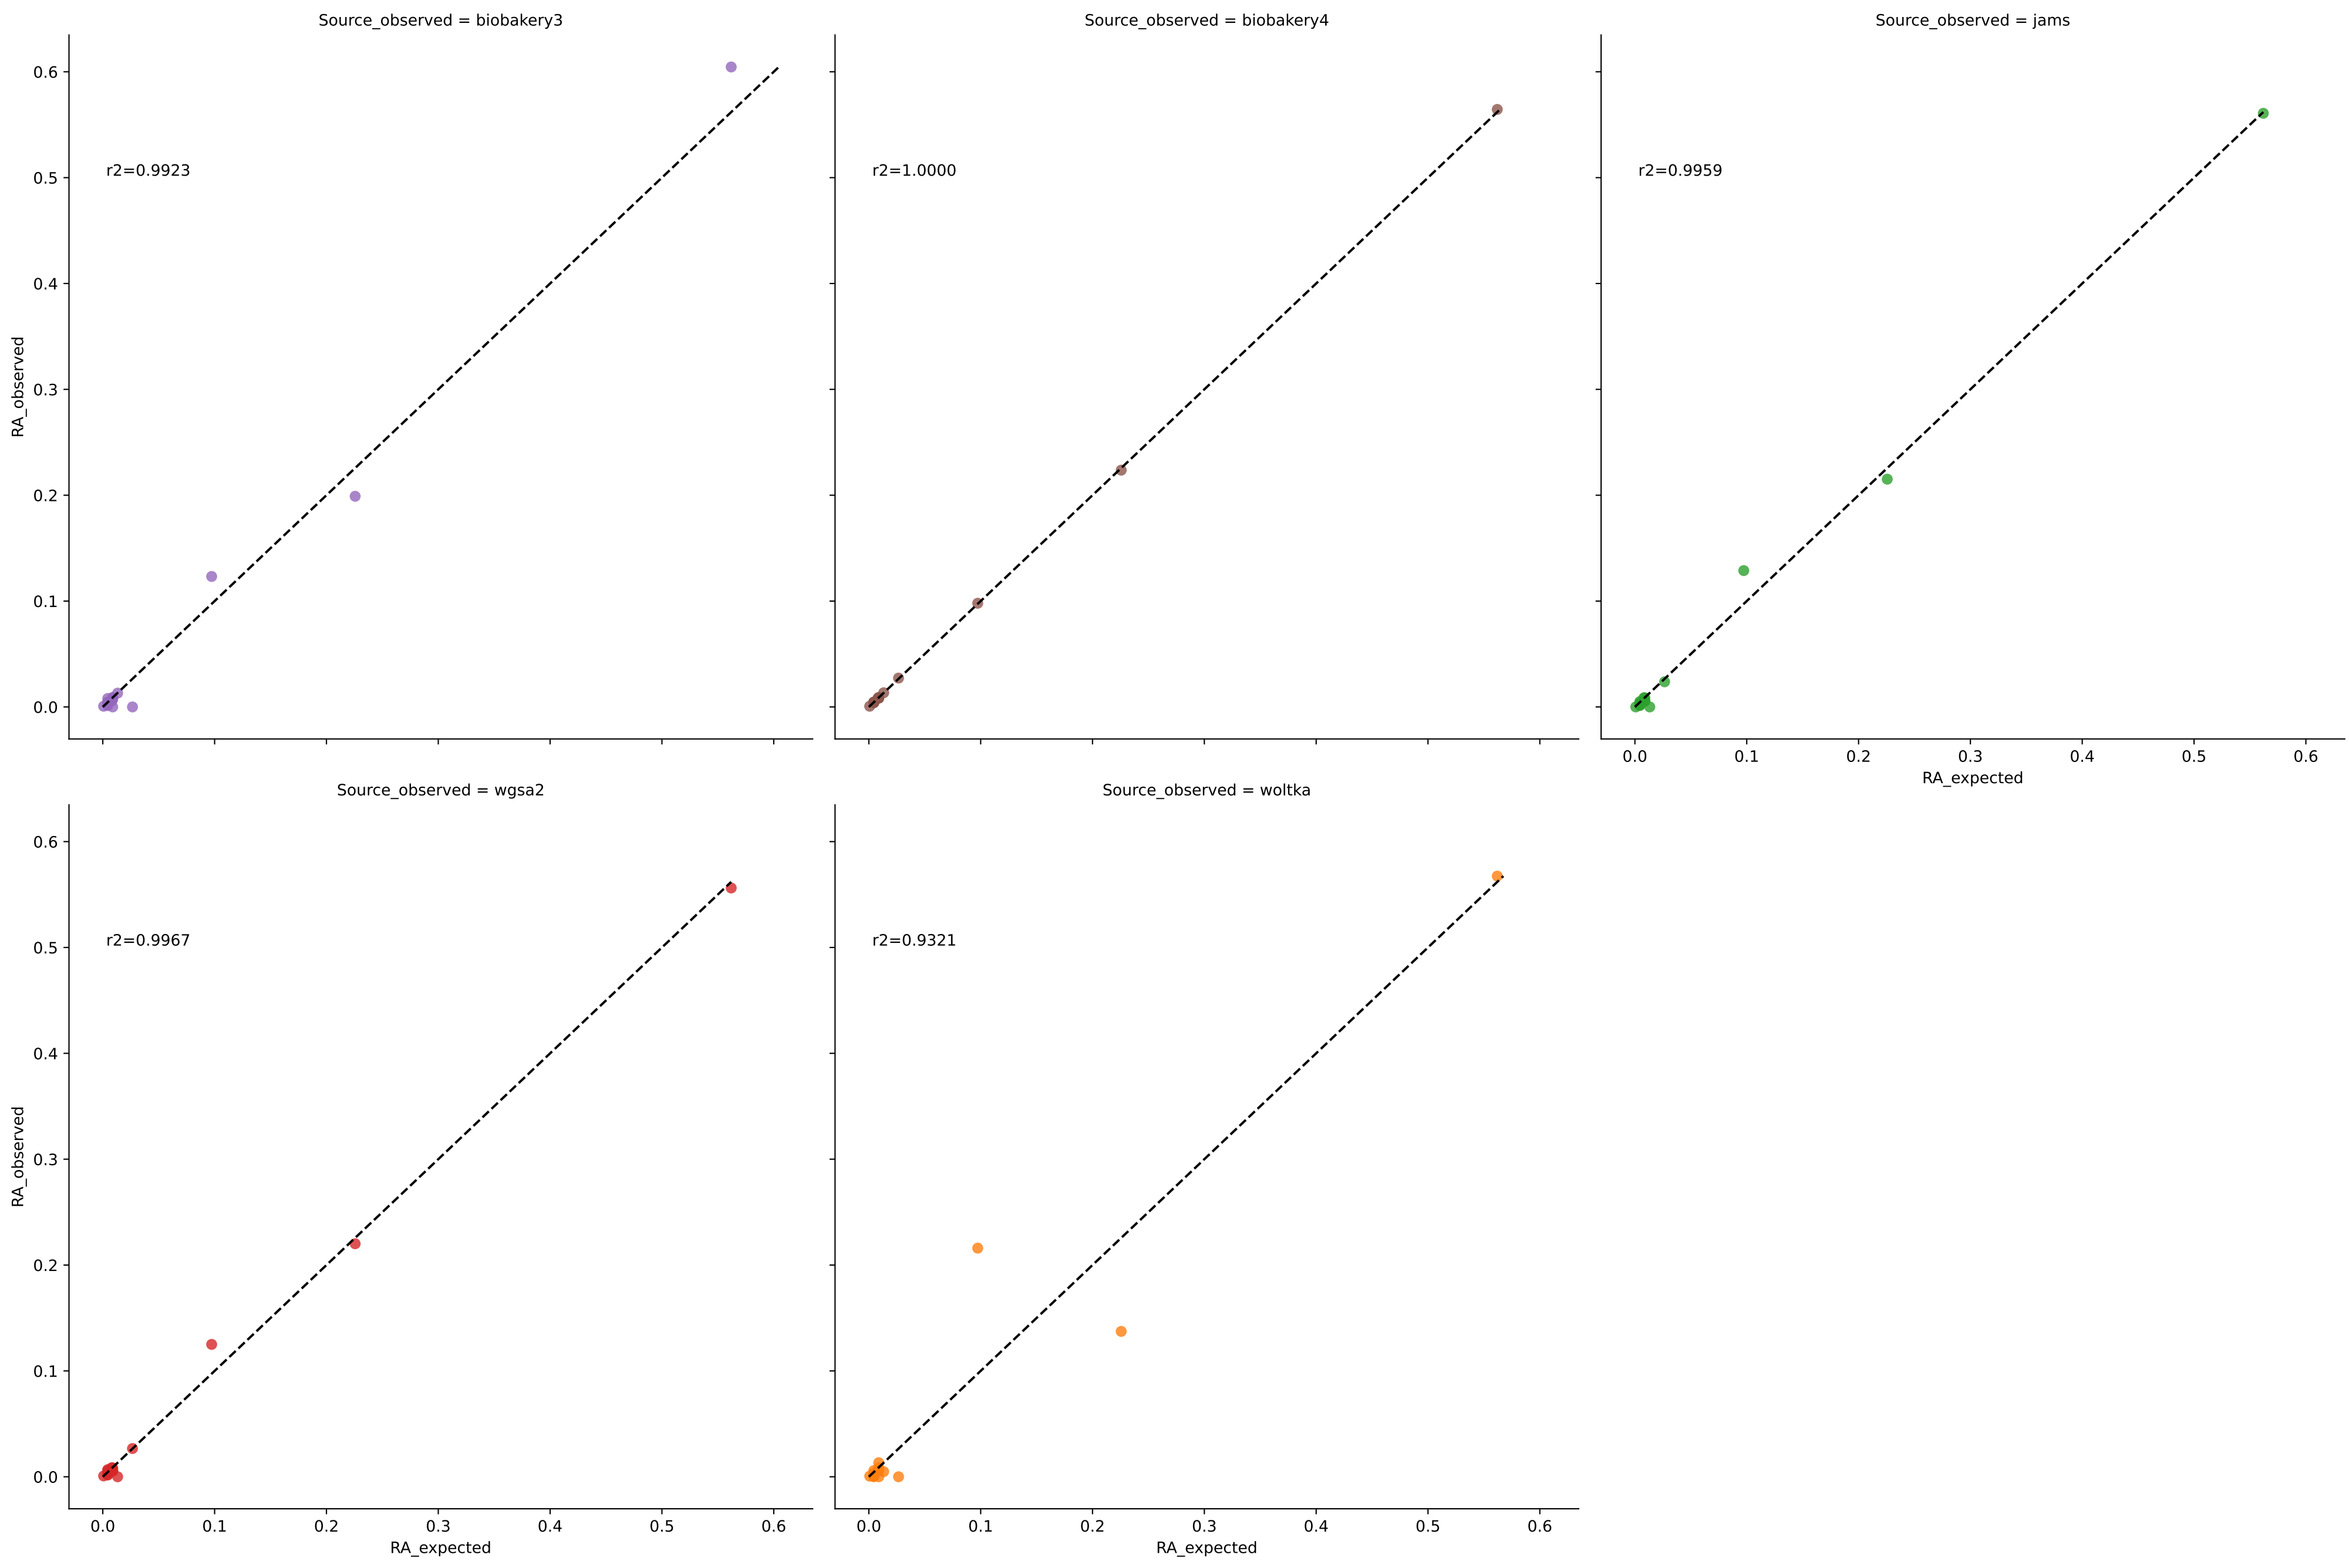 Source_observed = biobakery3
Source_observed = biobakery4
Source_observed = jams
0.6
0.5
0.4
0.3
0.2
0.1
0.0
RA_observed
r2=0.9923
r2=1.0000
r2=0.9959
0.0 0.1 0.2 0.3 0.4 0.5 0.6
RA_expected
Source_observed = wgsa2
Source_observed = woltka
0.6
0.5
0.4
0.3
0.2
0.1
0.0
RA_observed
r2=0.9967
r2=0.9321
0.0 0.1 0.2 0.3 0.4 0.5 0.6
RA_expected
0.0 0.1 0.2 0.3 0.4 0.5 0.6
RA_expected